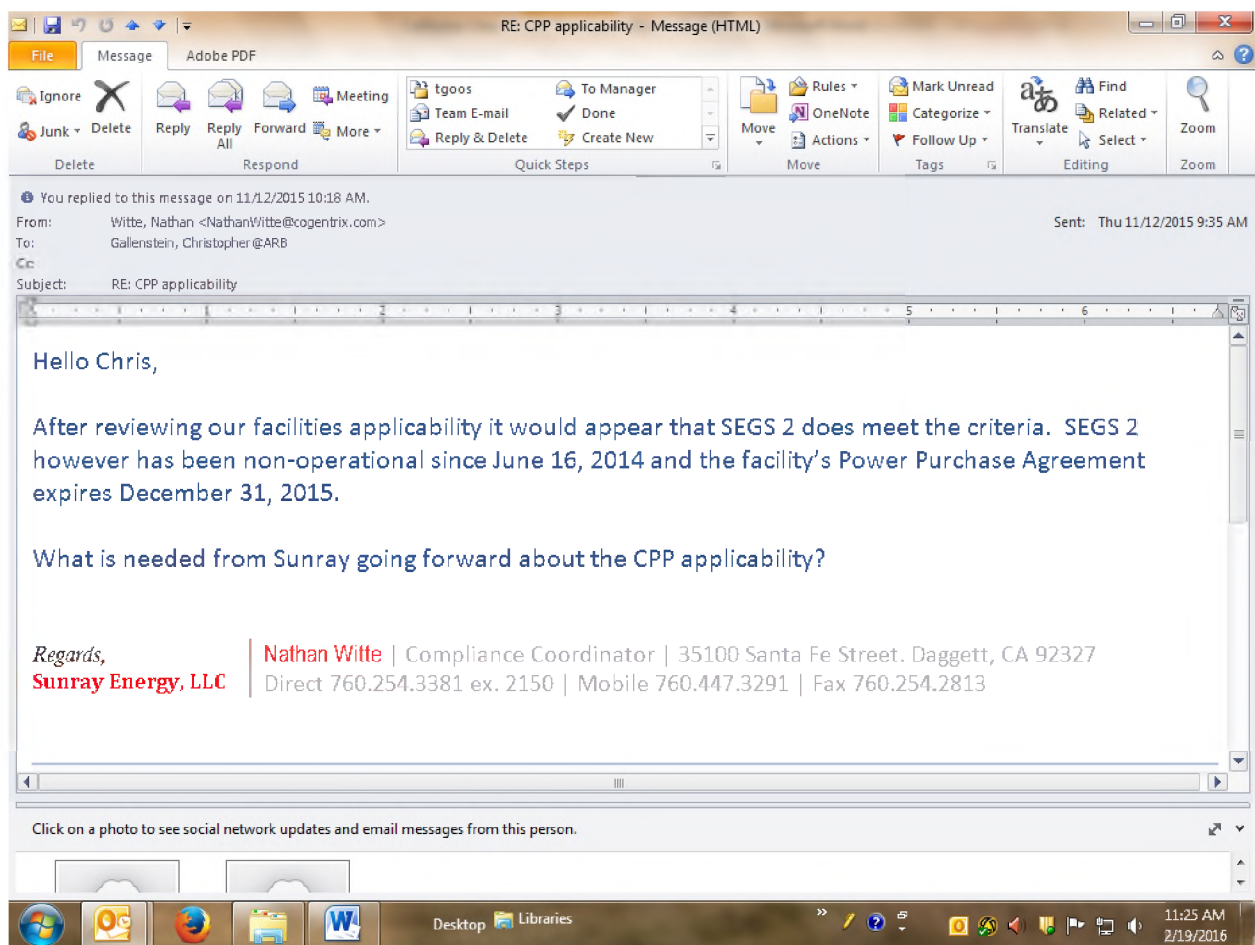 RE: CPP applicability - Message (HTML)
File Message Adobe PDF
Ignore
Junk
Delete
Reply
Reply All
Forward
Meeting
More
tgoos
Team E-mail
Reply & Delete
To Manager
Done
Create New
Move
Rules
OneNote
Actions
Mark Unread
Categorize
Follow Up
Translate
Find
Related
Select
Zoom
Delete Respond Quick Steps Move Tags Editing Zoom
You replied to this message on 11/12/2015 10:18 AM.
From: Witte, Nathan <NathanWitte@cogentrix.com> Sent: Thu 11/12/2015 9:35 AM
To: Gallenstein, Christopher@ARB
Cc:
Subject: RE: CPP applicability
1 2 3 4 5 6
Hello Chris,
After reviewing our facilities applicability it would appear that SEGS 2 does meet the criteria. SEGS 2
however has been non-operational since June 16, 2014 and the facility's Power Purchase Agreement
expires December 31, 2015.
What is needed from Sunray going forward about the CPP applicability?
Regards, Nathan Witte | Compliance Coordinator | 35100 Santa Fe Street. Daggett, CA 92327
Sunray Energy, LLC Direct 760.254.3381 ex. 2150 | Mobile 760.447.3291 | Fax 760.254.2813
Click on a photo to see social network updates and email messages from this person.
Desktop Libraries » 11:25 AM
2/19/2016